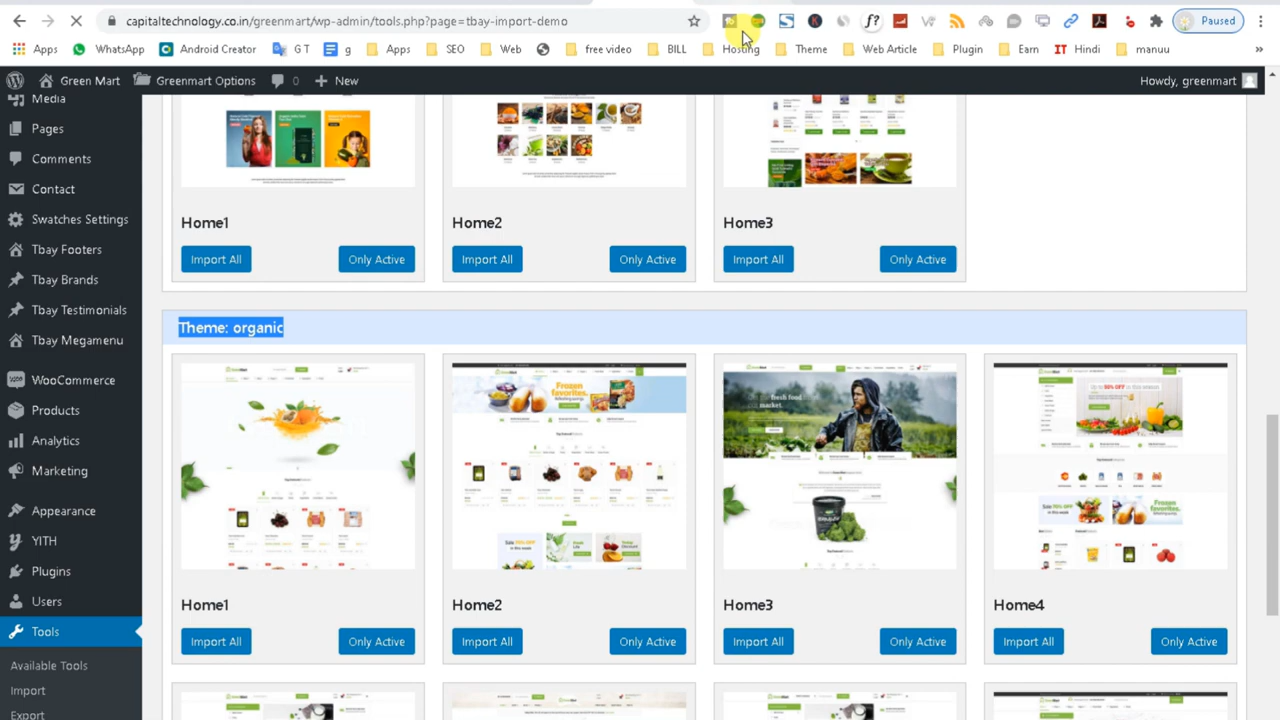 capitaltechnology.co.in/greenmart/wp-admin/tools.php?page=tbay-import-demo
Paused
Apps WhatsApp Android Creator G T g Apps SEO Web free video BILL Hosting Theme Web Article Plugin Earn IT Hindi manuu »
Green Mart Greenmart Options 0 New Howdy, greenmart
Media
Pages
Comments
Contact
Swatches Settings
Tbay Footers
Tbay Brands
Tbay Testimonials
Tbay Megamenu
WooCommerce
Products
Analytics
Marketing
Appearance
YITH
Plugins
Users
Tools
Available Tools
Import
Export
Home1 Home2 Home3
Import All Only Active Import All Only Active Import All Only Active
Theme: organic
Frozen
favorites.
Home1 Home2 Home3 Home4
Import All Only Active Import All Only Active Import All Only Active Import All Only Active